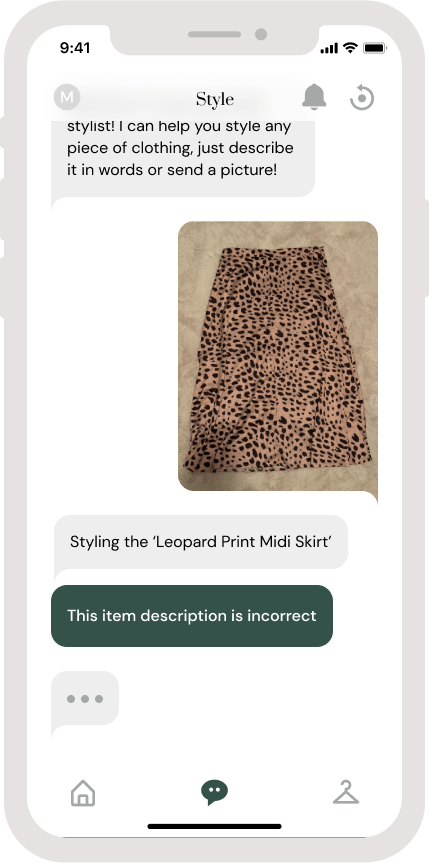 9:41
M
Style
stylist! I can help you style any
piece of clothing, just describe
it in words or send a picture!
Styling the ‘Leopard Print Midi Skirt’
This item description is incorrect